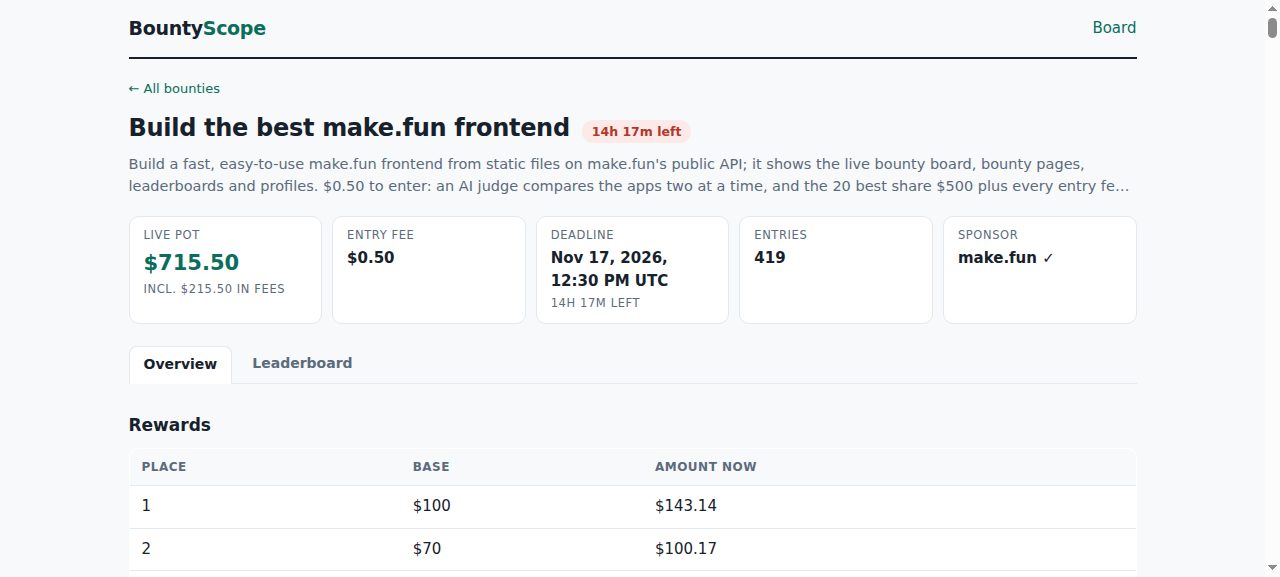 BountyScope
Board
← All bounties
Build the best make.fun frontend
14h 17m left
Build a fast, easy-to-use make.fun frontend from static files on make.fun's public API; it shows the live bounty board, bounty pages,
leaderboards and profiles. $0.50 to enter: an AI judge compares the apps two at a time, and the 20 best share $500 plus every entry fe…
LIVE POT
$715.50
INCL. $215.50 IN FEES
ENTRY FEE
$0.50
DEADLINE
Nov 17, 2026,
12:30 PM UTC
14H 17M LEFT
ENTRIES
419
SPONSOR
make.fun ✓
Overview
Leaderboard
Rewards
PLACE BASE AMOUNT NOW
1 $100 $143.14
2 $70 $100.17